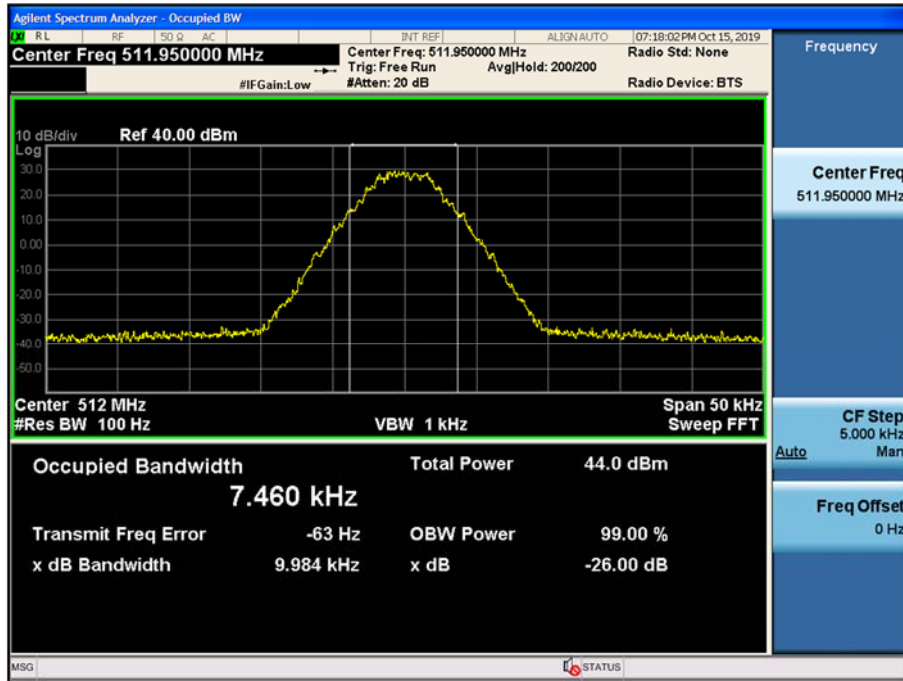 Agilent Spectrum Analyzer - Occupied BW
LXI RL RF 50 Ω AC INT REF ALIGN AUTO 07:18:02 PM Oct 15, 2019
Center Freq 511.950000 MHz
Center Freq: 511.950000 MHz Radio Std: None
Trig: Free Run Avg|Hold: 200/200
#IFGain:Low #Atten: 20 dB Radio Device: BTS
10 dB/div Ref 40.00 dBm
Log
30.0
20.0
10.0
0.00
-10.0
-20.0
-30.0
-40.0
-50.0
Center 512 MHz Span 50 kHz
#Res BW 100 Hz VBW 1 kHz Sweep FFT
Occupied Bandwidth Total Power 44.0 dBm
7.460 kHz
Transmit Freq Error -63 Hz OBW Power 99.00 %
x dB Bandwidth 9.984 kHz x dB -26.00 dB
MSG STATUS
Frequency
Center Freq
511.950000 MHz
CF Step
5.000 kHz
Auto Man
Freq Offset
0 Hz